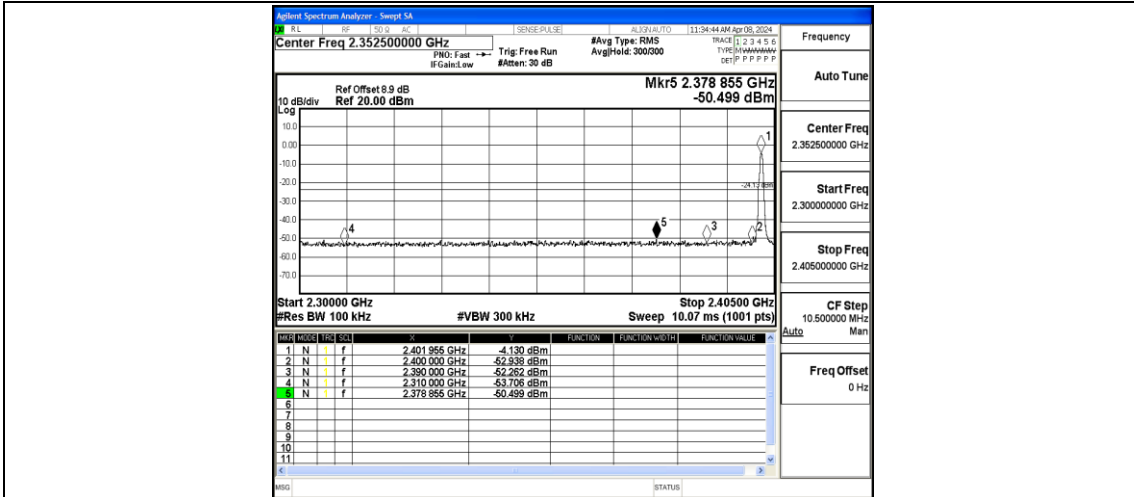 Agilent Spectrum Analyzer - Swept SA
RL RF 50 Ω AC SENSE:PULSE ALIGN AUTO 11:34:44 AM Apr 08, 2024
Center Freq 2.352500000 GHz
PNO: Fast
IFGain:Low
Trig: Free Run
#Atten: 30 dB
#Avg Type: RMS
Avg|Hold: 300/300
TRACE 1 2 3 4 5 6
TYPE
DET P P P P P P
Frequency
Auto Tune
Center Freq
2.352500000 GHz
Start Freq
2.300000000 GHz
Stop Freq
2.405000000 GHz
CF Step
10.500000 MHz
Auto Man
Freq Offset
0 Hz
Mkr5 2.378 855 GHz
-50.499 dBm
Ref Offset 8.9 dB
10 dB/div Ref 20.00 dBm
Log
10.0
0.00
-10.0
-20.0
-30.0
-40.0
-50.0
-60.0
-70.0
1
-24.13 dBm
4
5
3
2
Start 2.30000 GHz Stop 2.40500 GHz
#Res BW 100 kHz #VBW 300 kHz Sweep 10.07 ms (1001 pts)
MKR MODE TRC SCL X Y FUNCTION FUNCTION WIDTH FUNCTION VALUE
1 N 1 f 2.401 955 GHz -4.130 dBm
2 N 1 f 2.400 000 GHz -52.938 dBm
3 N 1 f 2.390 000 GHz -52.262 dBm
4 N 1 f 2.310 000 GHz -53.706 dBm
5 N 1 f 2.378 855 GHz -50.499 dBm
6
7
8
9
10
11
MSG STATUS